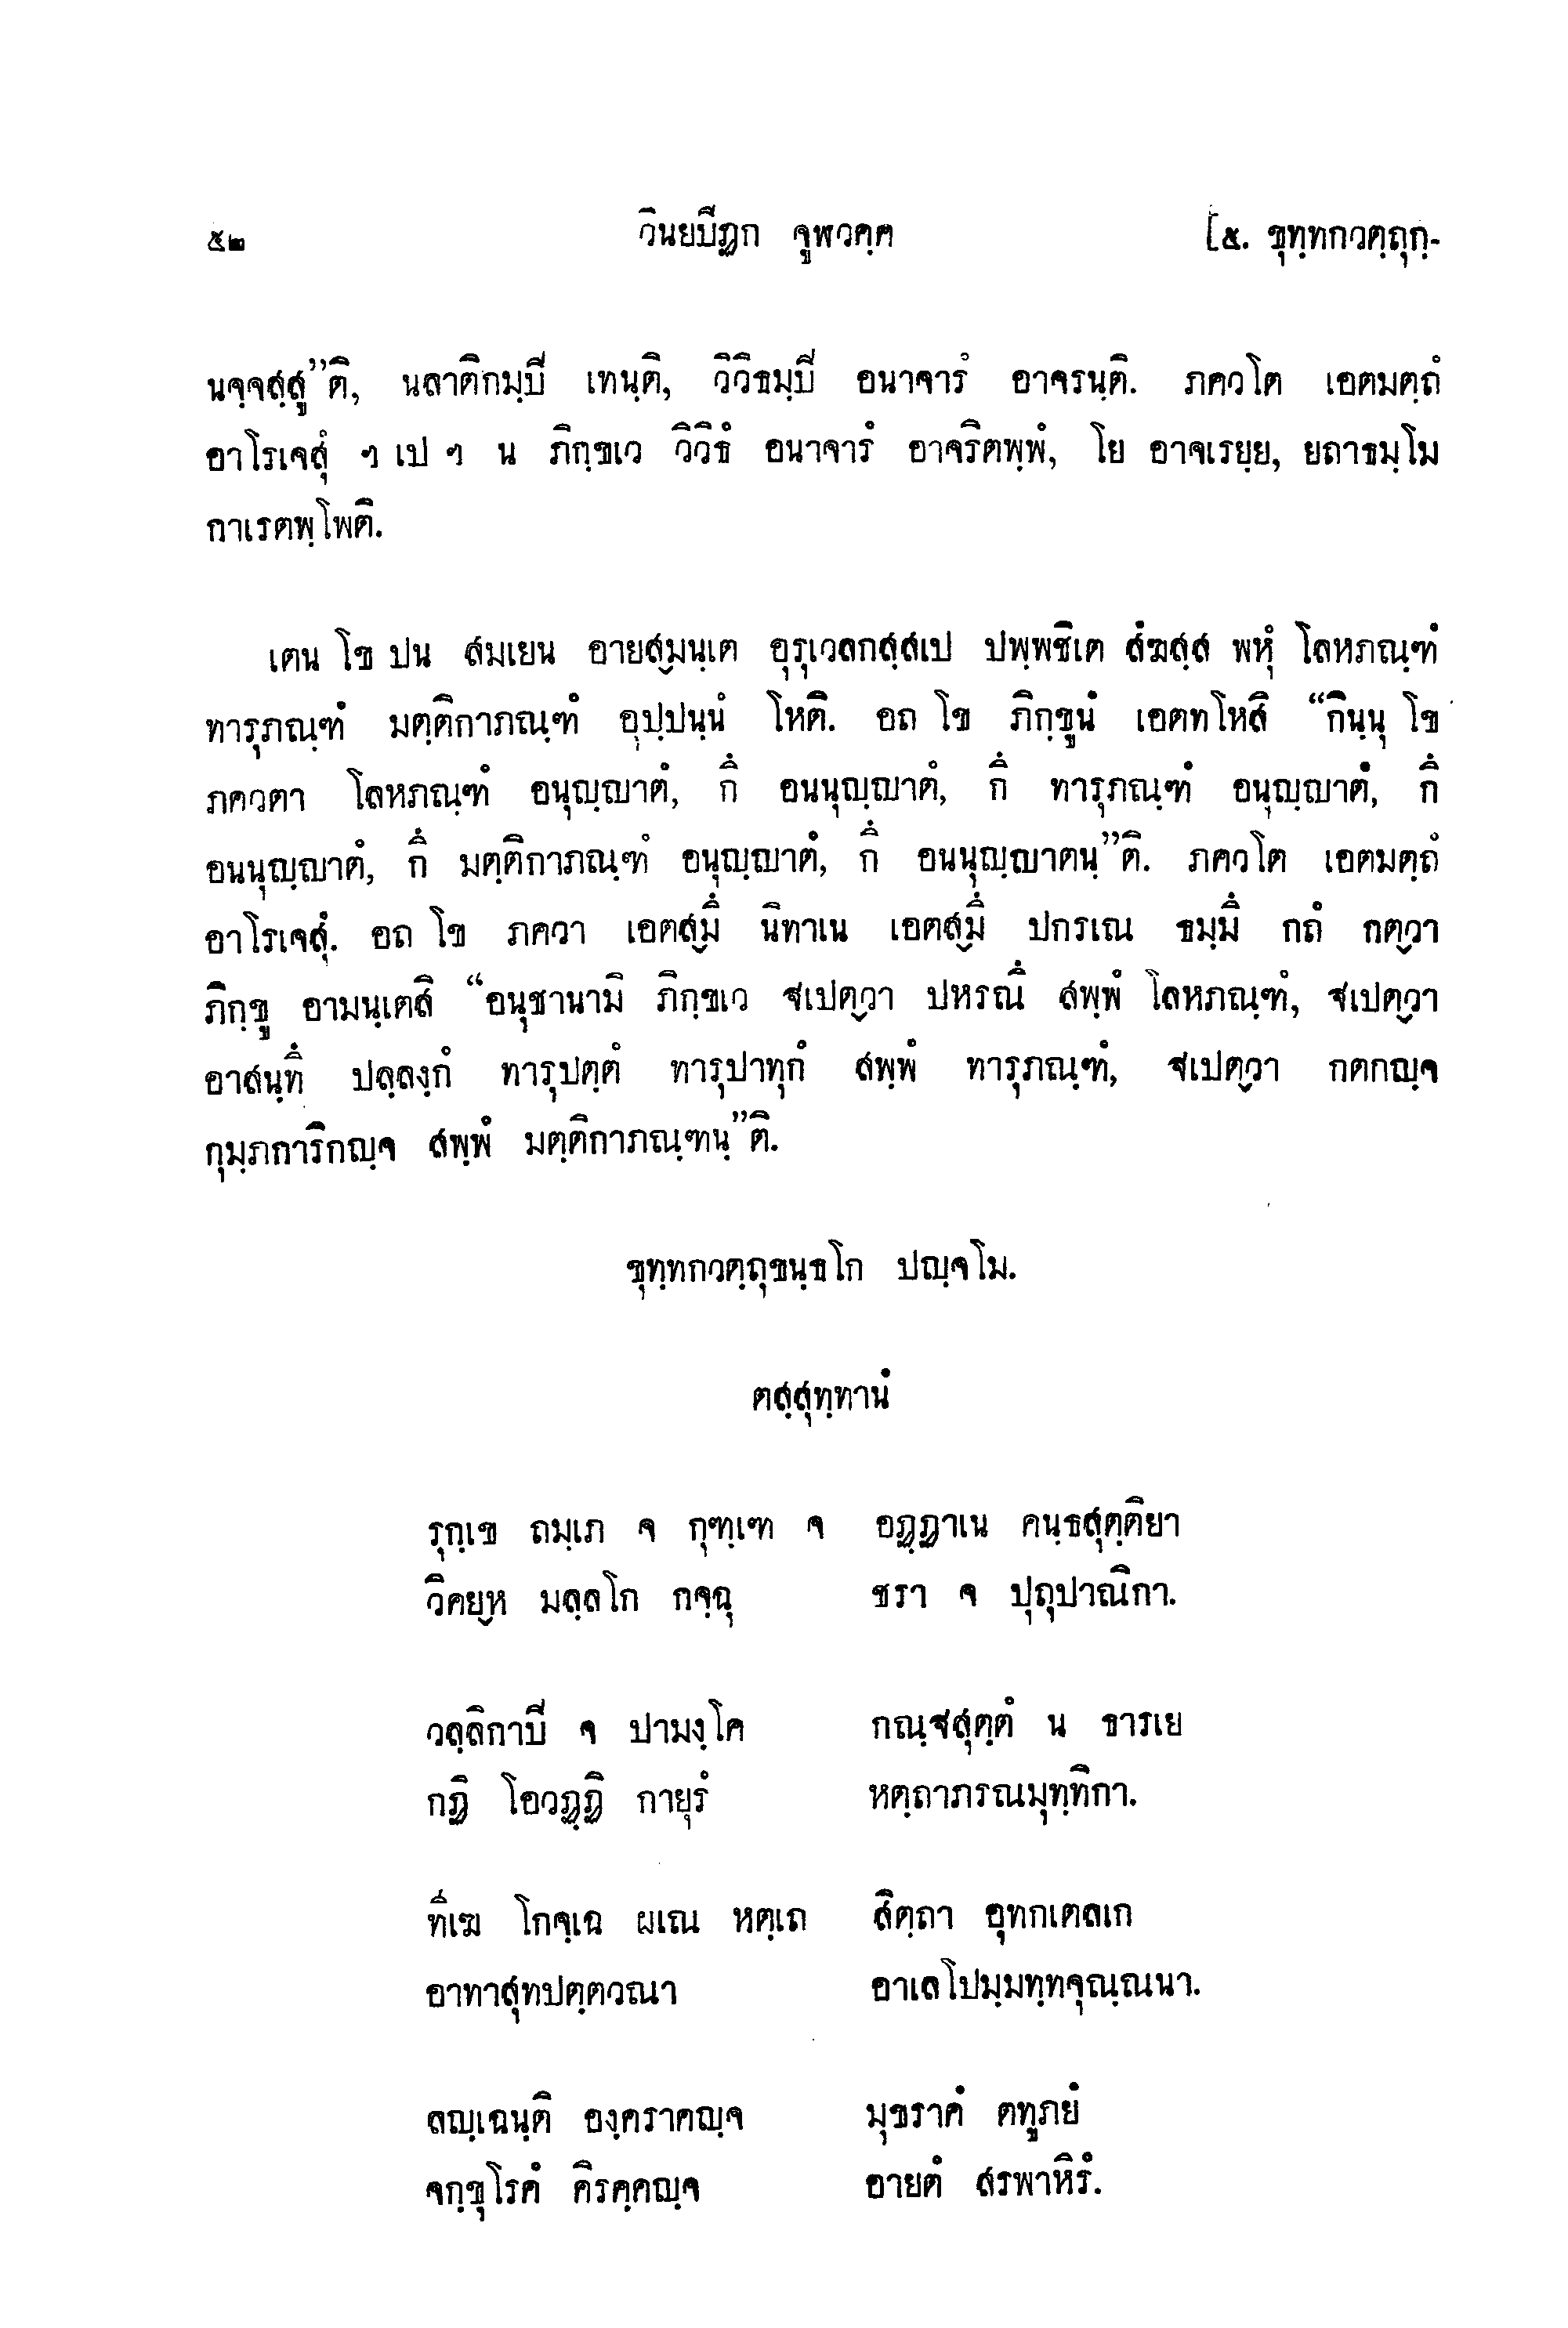 ๕๒ วินยปีฏก จูฬวคฺค [๕. ขุทฺทกวตฺถุกฺ-
นจฺจสฺสู”ติ, นลาติกมฺปี เทนฺติ, วิวิธมฺปี อนาจารํ อาจรนฺติ. ภควโต เอตมตฺถํ
อาโรเจสุํ ฯ เป ฯ น ภิกฺขเว วิวิธํ อนาจารํ อาจริตพฺพํ, โย อาจเรยฺย, ยถาธมฺโม
กาเรตพฺโพติ.
เตน โข ปน สมเยน อายสฺมนฺเต อุรุเวลกสฺสเป ปพฺพชิเต สํฆสฺส พหุํ โลหภณฺฑํ
ทารุภณฺฑํ มตฺติกาภณฺฑํ อุปฺปนฺนํ โหติ. อถ โข ภิกฺขูนํ เอตทโหสิ “กินฺนุ โข
ภควตา โลหภณฺฑํ อนุญฺญาตํ, กึ อนนุญฺญาตํ, กึ ทารุภณฺฑํ อนุญฺญาตํ, กึ
อนนุญฺญาตํ, กึ มตฺติกาภณฺฑํ อนุญฺญาตํ, กึ อนนุญฺญาตนฺ”ติ. ภควโต เอตมตฺถํ
อาโรเจสุํ. อถ โข ภควา เอตสฺมึ นิทาเน เอตสฺมึ ปกรเณ ธมฺมึ กถํ กตฺวา
ภิกฺขู อามนฺเตสิ “อนุชานามิ ภิกฺขเว ฐเปตฺวา ปหรณึ สพฺพํ โลหภณฺฑํ, ฐเปตฺวา
อาสนฺทึ ปลฺลงฺกํ ทารุปตฺตํ ทารุปาทุกํ สพฺพํ ทารุภณฺฑํ, ฐเปตฺวา กตกญฺจ
กุมฺภการิกญฺจ สพฺพํ มตฺติกาภณฺฑนฺ”ติ.
ขุทฺทกวตฺถุขนฺธโก ปญฺจโม.
ตสฺสุทฺทานํ
รุกฺเข ถมฺเภ จ กุฑฺเฑ จ อฏฺฏาเน คนฺธสุตฺติยา
วิคยฺห มลฺลโก กจฺฉุ ชรา จ ปุถุปาณิกา.
วลฺลิกาปี จ ปามงฺโค กณฺฐสุตฺตํ น ธารเย
กฏิ โอวฏฺฏิ กายุรํ หตฺถาภรณมุทฺทิกา.
ทีเฆ โกจฺเฉ ผเณ หตฺเถ สิตฺถา อุทกเตลเก
อาทาสุทปตฺตวณา อาเลโปมฺมทฺทจุณฺณนา.
ลญฺเฉนฺติ องฺคราคญฺจ มุขราคํ ตทูภยํ
จกฺขุโรคํ คิรคฺคญฺจ อายตํ สรพาหิรํ.